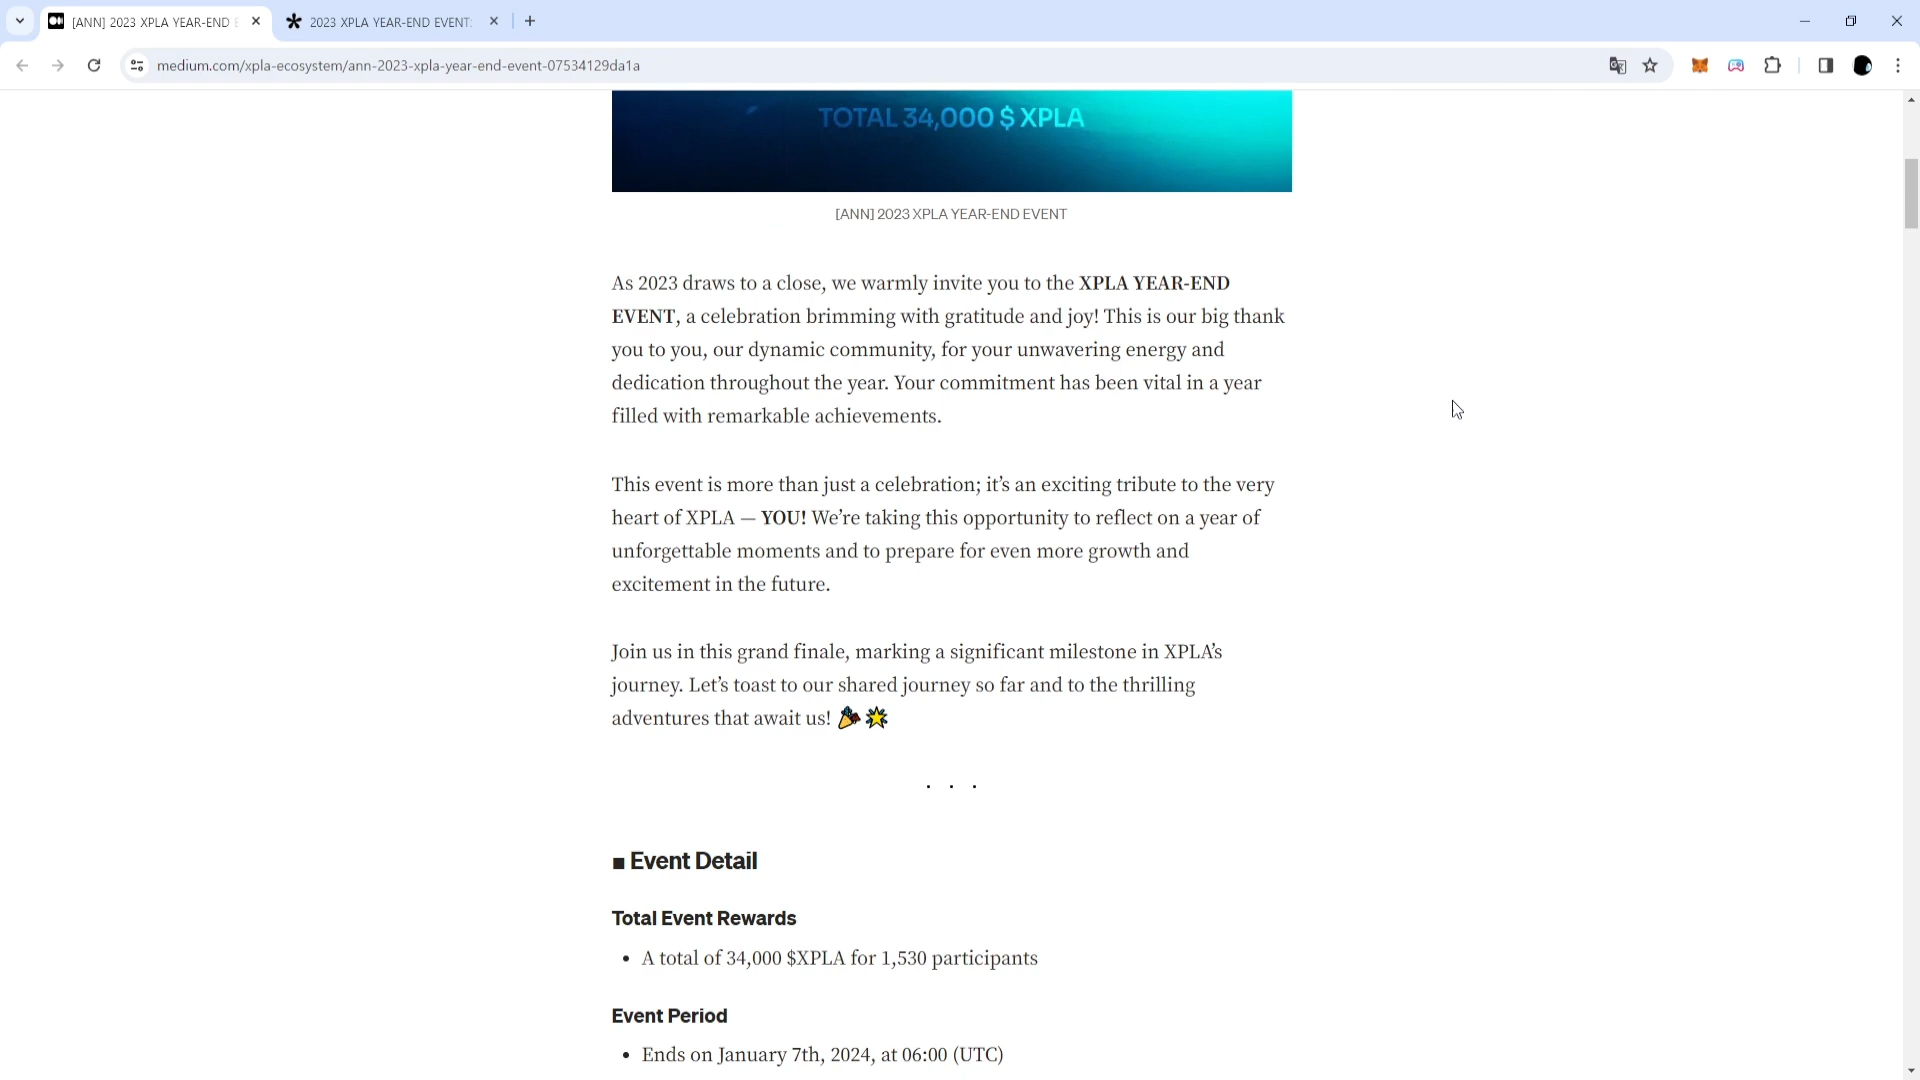 [ANN] 2023 XPLA YEAR-END E
2023 XPLA YEAR-END EVENT:
medium.com/xpla-ecosystem/ann-2023-xpla-year-end-event-07534129da1a
TOTAL 34,000 $ XPLA
[ANN] 2023 XPLA YEAR-END EVENT
As 2023 draws to a close, we warmly invite you to the XPLA YEAR-END
EVENT, a celebration brimming with gratitude and joy! This is our big thank
you to you, our dynamic community, for your unwavering energy and
dedication throughout the year. Your commitment has been vital in a year
filled with remarkable achievements.
This event is more than just a celebration; it’s an exciting tribute to the very
heart of XPLA — YOU! We’re taking this opportunity to reflect on a year of
unforgettable moments and to prepare for even more growth and
excitement in the future.
Join us in this grand finale, marking a significant milestone in XPLA’s
journey. Let’s toast to our shared journey so far and to the thrilling
adventures that await us! 🎉🌟
. . .
■ Event Detail
Total Event Rewards
• A total of 34,000 $XPLA for 1,530 participants
Event Period
• Ends on January 7th, 2024, at 06:00 (UTC)